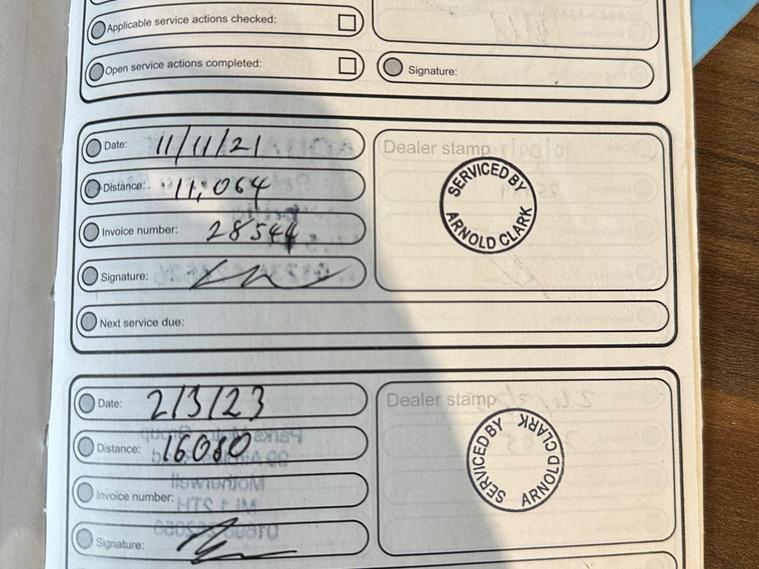 Applicable service actions checked:
Open service actions completed:
Signature:
Date: 11/11/21
Dealer stamp
Distance: 11,064
SERVICED BY
ARNOLD CLARK
Invoice number: 28544
Signature:
Next service due:
Date: 2/3/23
Dealer stamp
Distance: 16080
SERVICED BY
ARNOLD CLARK
Invoice number:
Signature: